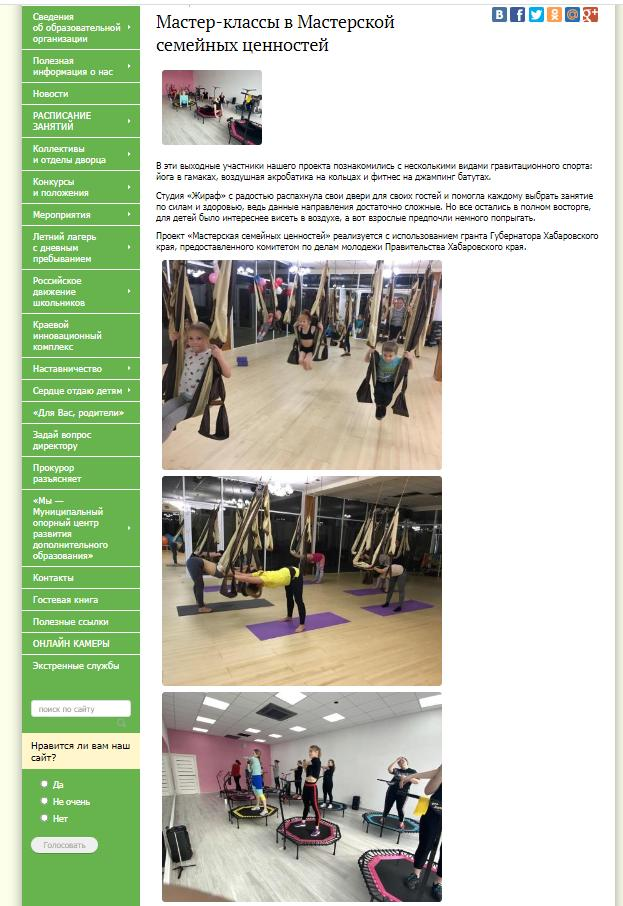 Сведения
об образовательной
организации
Полезная
информация о нас
Новости
РАСПИСАНИЕ
ЗАНЯТИЙ
Коллективы
и отделы дворца
Конкурсы
и положения
Мероприятия
Летний лагерь
с дневным
пребыванием
Российское
движение
школьников
Краевой
инновационный
комплекс
Наставничество
Сердце отдаю детям
«Для Вас, родители»
Задай вопрос
директору
Прокурор
разъясняет
«Мы —
Муниципальный
опорный центр
развития
дополнительного
образования»
Контакты
Гостевая книга
Полезные ссылки
ОНЛАЙН КАМЕРЫ
Экстренные службы
поиск по сайту
Нравится ли вам наш
сайт?
Да
Не очень
Нет
Голосовать
Мастер-классы в Мастерской
семейных ценностей
В эти выходные участники нашего проекта познакомились с несколькими видами гравитационного спорта:
йога в гамаках, воздушная акробатика на кольцах и фитнес на джампинг батутах.
Студия «Жираф» с радостью распахнула свои двери для своих гостей и помогла каждому выбрать занятие
по силам и здоровью, ведь данные направления достаточно сложные. Но все остались в полном восторге,
для детей было интереснее висеть в воздухе, а вот взрослые предпочли немного попрыгать.
Проект «Мастерская семейных ценностей» реализуется с использованием гранта Губернатора Хабаровского
края, предоставленного комитетом по делам молодежи Правительства Хабаровского края.